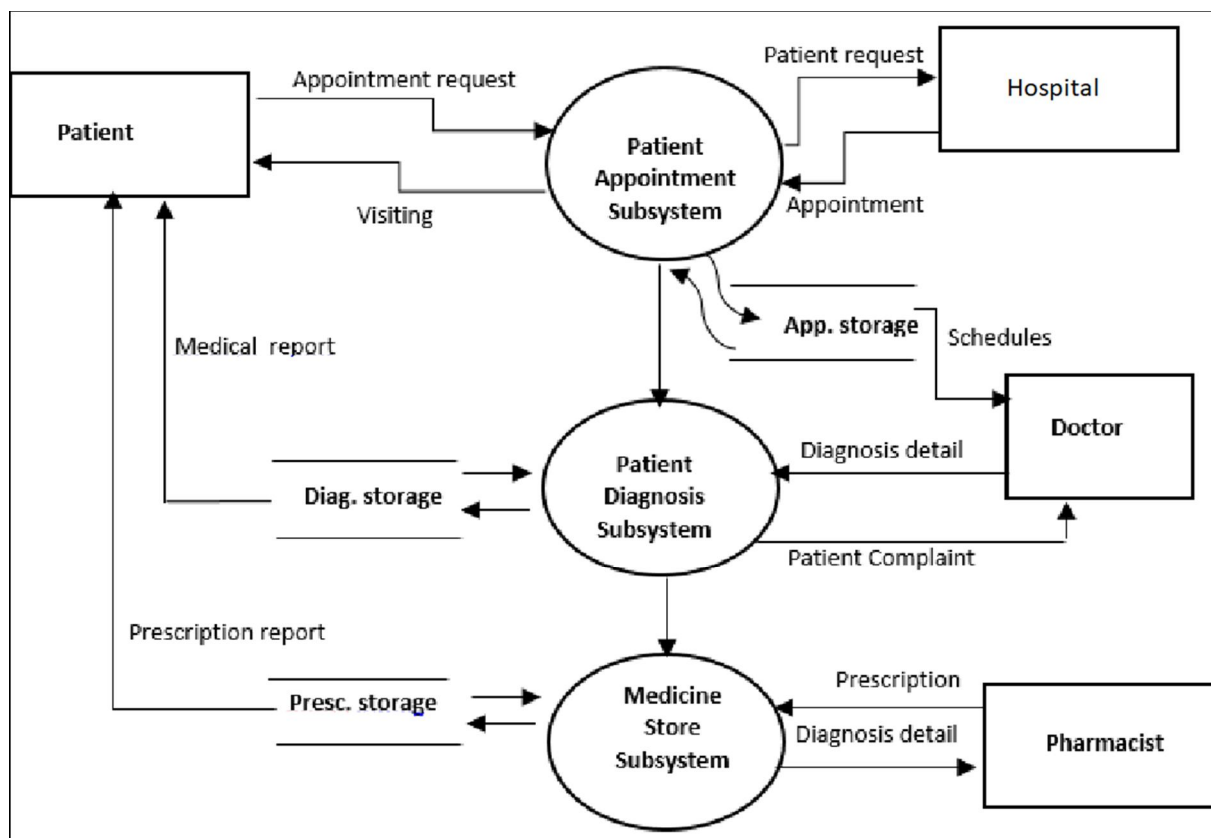 Patient request
Appointment request
Hospital
Patient
Patient
Appointment
Subsystem
Visiting
Appointment
App. storage
Schedules
Medical report
Doctor
Diagnosis detail
Patient
Diagnosis
Subsystem
Diag. storage
Patient Complaint
Prescription report
Prescription
Presc. storage
Medicine
Store
Subsystem
Diagnosis detail
Pharmacist